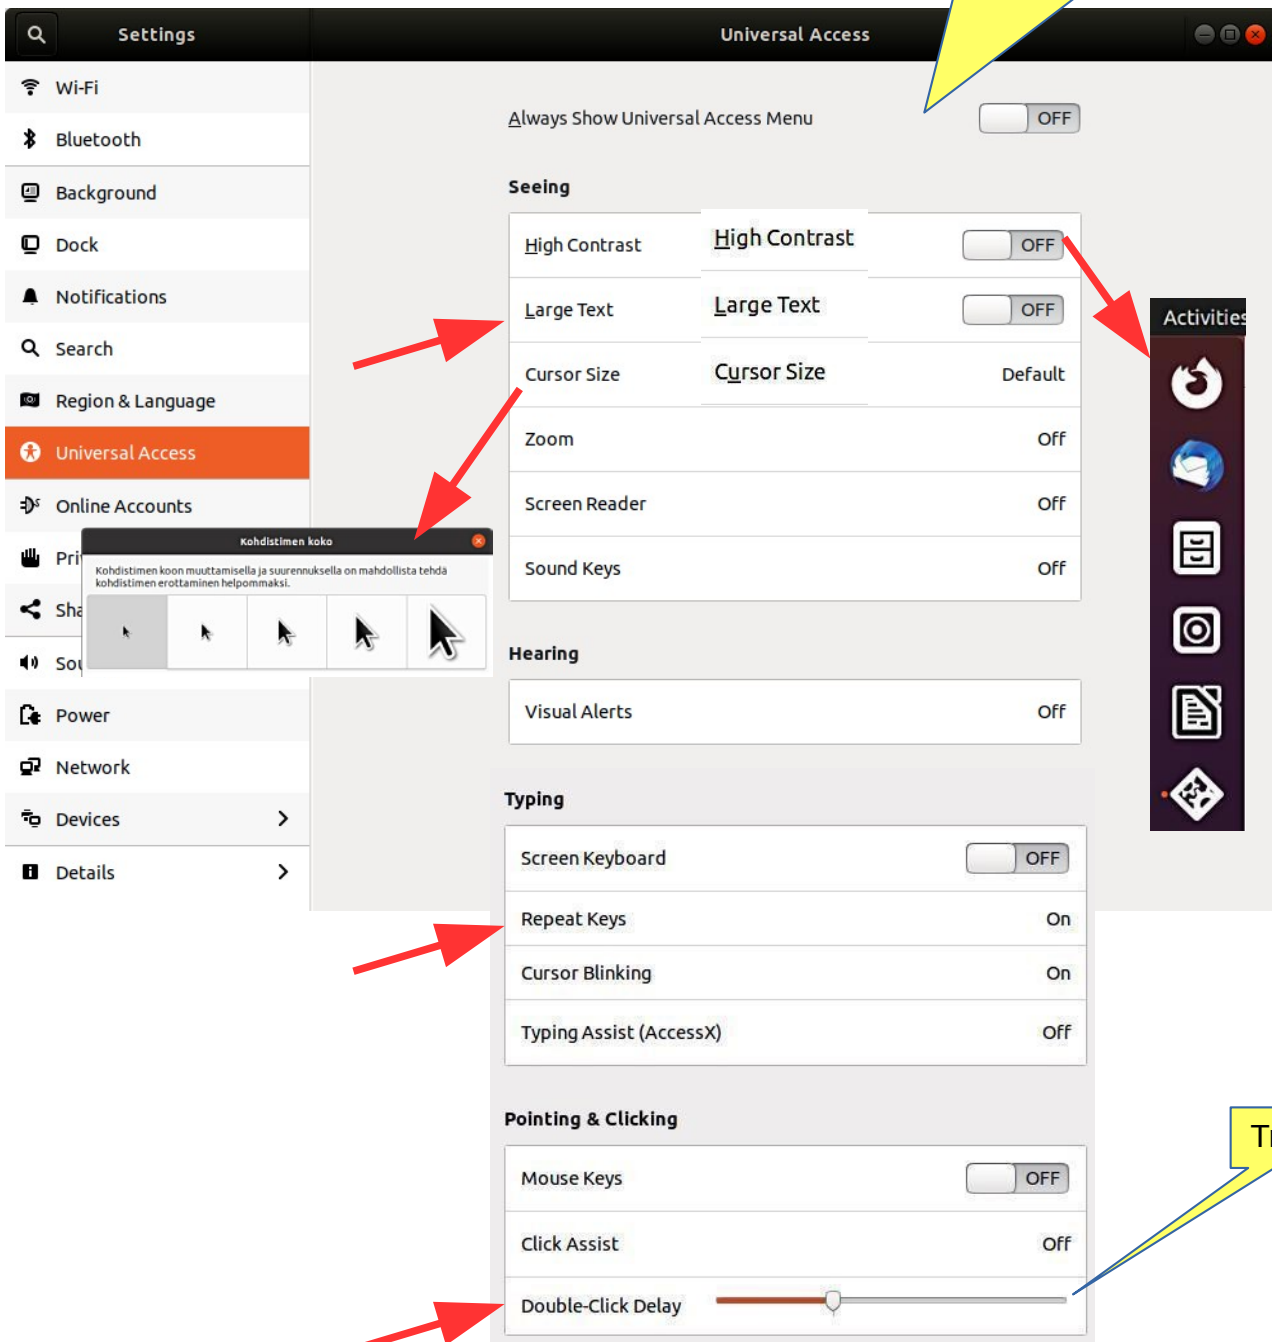 Settings
Universal Access
Wi-Fi
Bluetooth
Background
Dock
Notifications
Search
Region & Language
Universal Access
Online Accounts
Power
Network
Devices
Details
Always Show Universal Access Menu OFF
Seeing
High Contrast High Contrast OFF
Large Text Large Text OFF
Cursor Size Cursor Size Default
Zoom Off
Screen Reader Off
Sound Keys Off
Hearing
Visual Alerts Off
Typing
Screen Keyboard OFF
Repeat Keys On
Cursor Blinking On
Typing Assist (AccessX) Off
Pointing & Clicking
Mouse Keys OFF
Click Assist Off
Double-Click Delay
Kohdistimen koko
Kohdistimen koon muuttamisella ja suurennuksella on mahdollista tehdä
kohdistimen erottaminen helpommaksi.
Activities